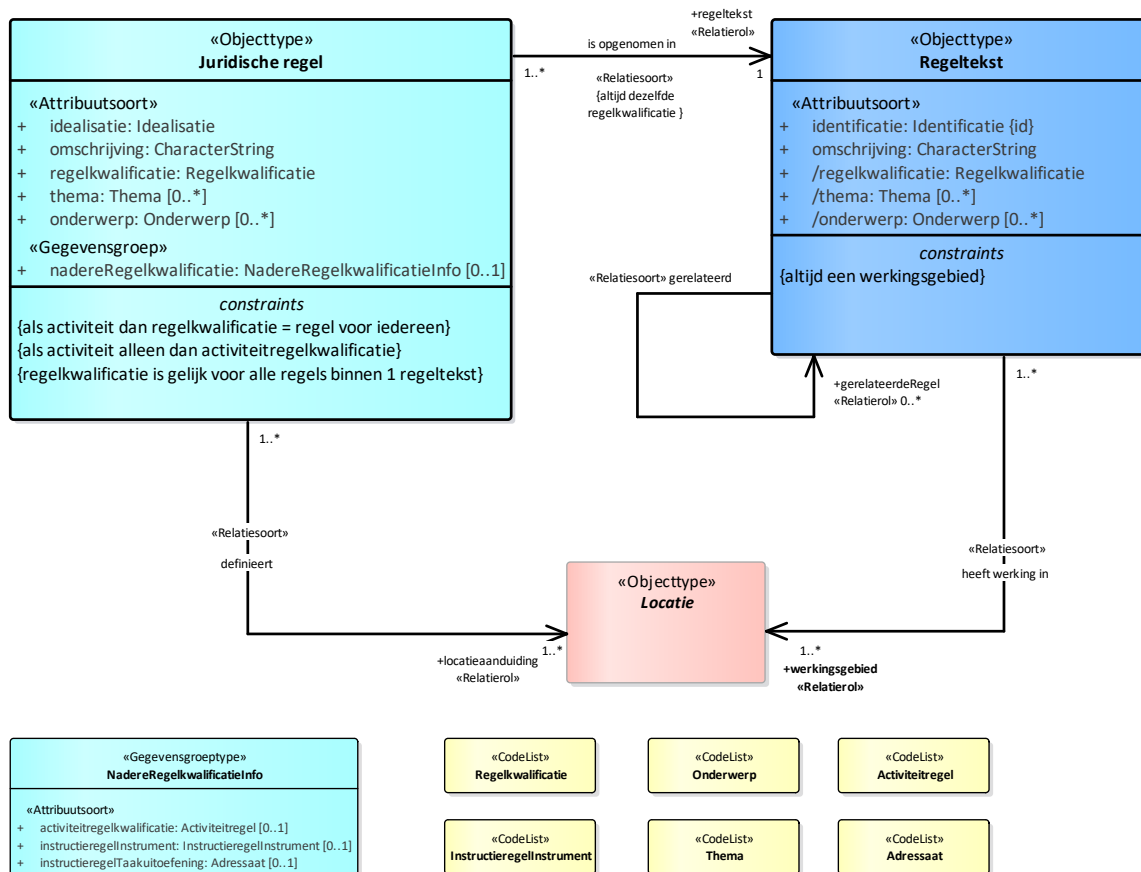 «Objecttype»
Juridische regel
«Attribuutsoort»
+ idealisatie: Idealisatie
+ omschrijving: CharacterString
+ regelkwalificatie: Regelkwalificatie
+ thema: Thema [0..*]
+ onderwerp: Onderwerp [0..*]
«Gegevensgroep»
+ nadereRegelkwalificatie: NadereRegelkwalificatieInfo [0..1]
constraints
{als activiteit dan regelkwalificatie = regel voor iedereen}
{als activiteit alleen dan activiteitregelkwalificatie}
{regelkwalificatie is gelijk voor alle regels binnen 1 regeltekst}
+regeltekst
«Relatierol»
is opgenomen in
1..*
1
«Relatiesoort»
{altijd dezelfde
regelkwalificatie }
«Objecttype»
Regeltekst
«Attribuutsoort»
+ identificatie: Identificatie {id}
+ omschrijving: CharacterString
+ /regelkwalificatie: Regelkwalificatie
+ /thema: Thema [0..*]
+ /onderwerp: Onderwerp [0..*]
constraints
{altijd een werkingsgebied}
«Relatiesoort» gerelateerd
+gerelateerdeRegel
«Relatierol» 0..*
1..*
1..*
«Relatiesoort»
definieert
«Relatiesoort»
heeft werking in
«Objecttype»
Locatie
1..*
+locatieaanduiding
«Relatierol»
1..*
+werkingsgebied
«Relatierol»
«Gegevensgroeptype»
NadereRegelkwalificatieInfo
«Attribuutsoort»
+ activiteitregelkwalificatie: Activiteitregel [0..1]
+ instructieregelInstrument: InstructieregelInstrument [0..1]
+ instructieregelTaakuitoefening: Adressaat [0..1]
«CodeList»
Regelkwalificatie
«CodeList»
Onderwerp
«CodeList»
Activiteitregel
«CodeList»
InstructieregelInstrument
«CodeList»
Thema
«CodeList»
Adressaat